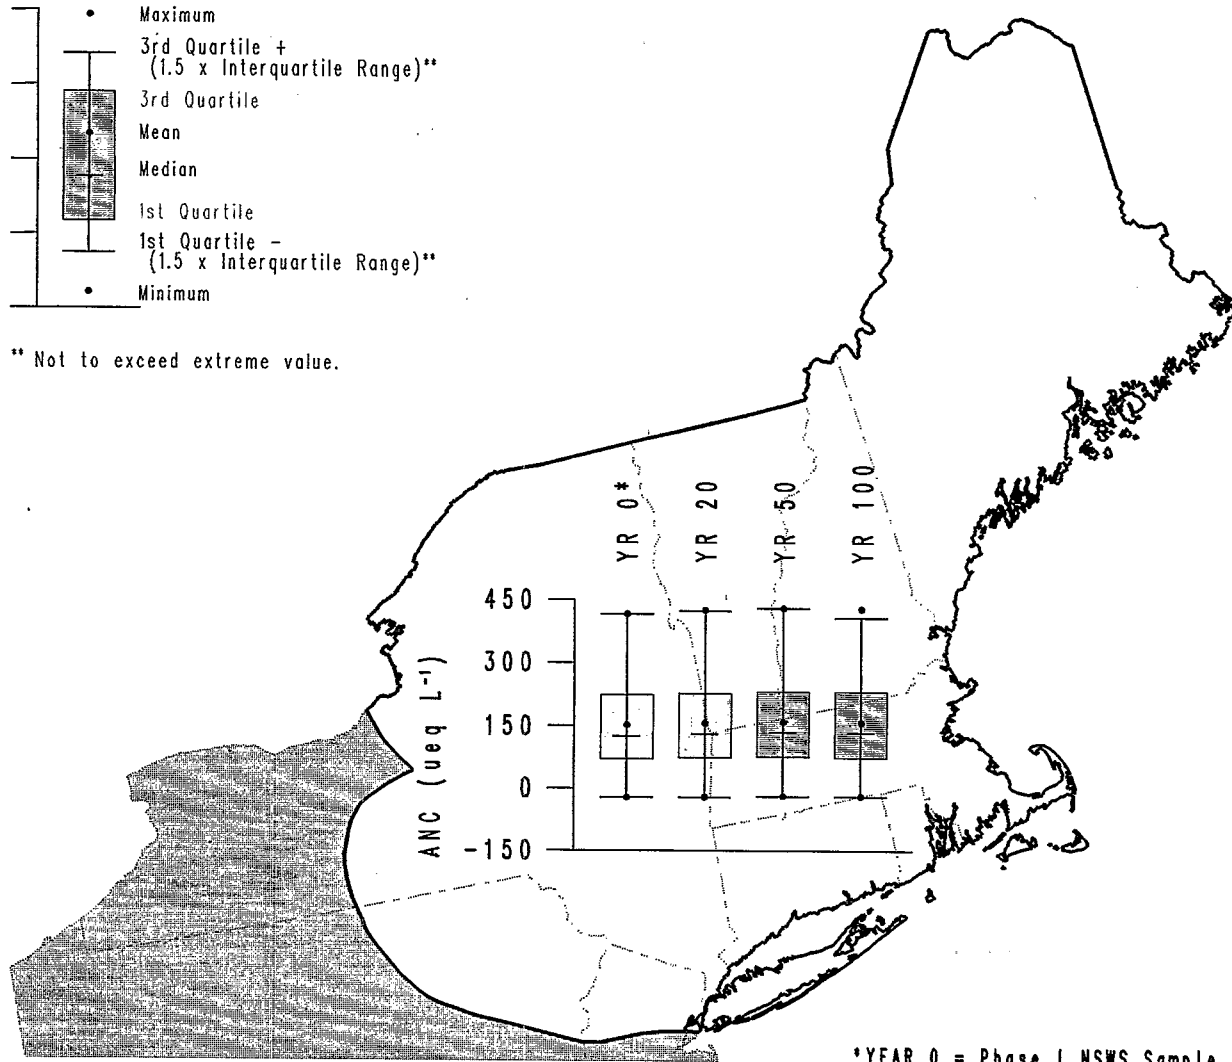 Maximum
3rd Quartile +
(1.5 x Interquartile Range)**
3rd Quartile
Mean
Median
1st Quartile
1st Quartile -
(1.5 x Interquartile Range)**
Minimum
** Not to exceed extreme value.
YR 0*
YR 20
YR 50
YR 100
ANC (ueq L⁻¹)
450
300
150
0
-150
*YEAR 0 = Phase I NSWS Sample